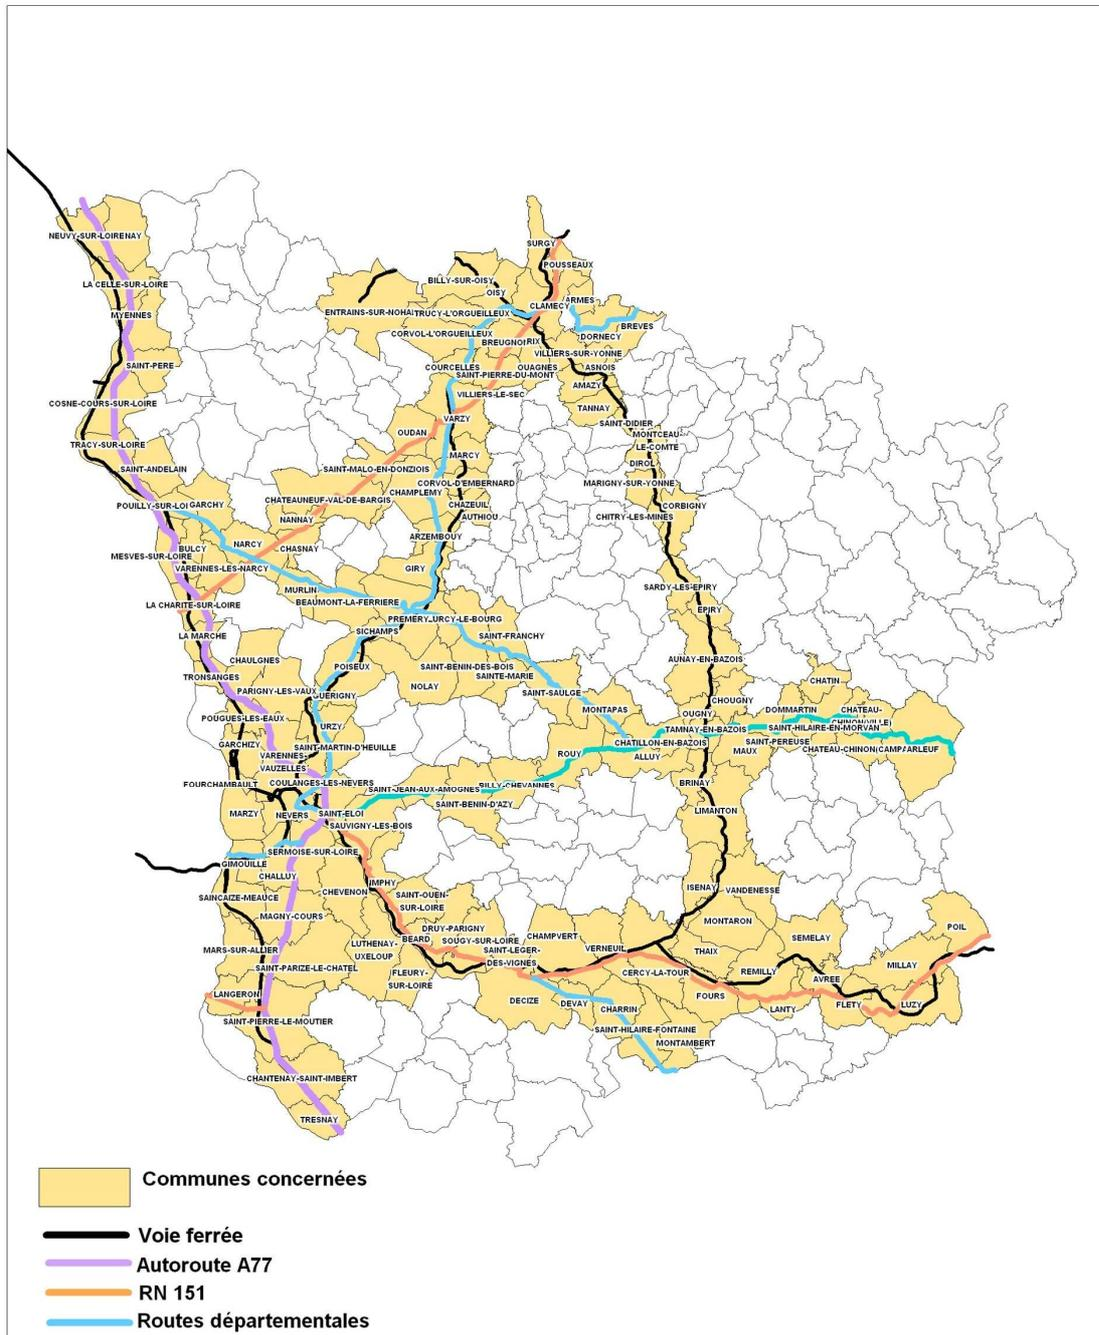 NEUVY-SUR-LOIRE
NAY
LA CELLE-SUR-LOIRE
MYENNES
SAINT-PERE
COSNE-COURS-SUR-LOIRE
TRACY-SUR-LOIRE
SAINT-ANDELAIN
POUILLY-SUR-LOI
GARCHY
BULCY
NARCY
MESVES-SUR-LOIRE
VARENNES-LES-NARCY
LA CHARITE-SUR-LOIRE
LA MARCHE
CHAULGNES
TRONSANGES
PARIGNY-LES-VAUX
POUGUES-LES-EAUX
GARCHIZY
VARENNES-
VAUZELLES
FOURCHAMBAULT
COULANGES-LES-NEVERS
MARZY
NEVERS
SAINT-ELOI
SAUVIGNY-LES-BOIS
SERMOISE-SUR-LOIRE
GIMOUILLE
CHALLUY
SAINCAIZE-MEAUCE
CHEVENON
IMPHY
MAGNY-COURS
MARS-SUR-ALLIER
SAINT-PARIZE-LE-CHATEL
LANGERON
SAINT-PIERRE-LE-MOUTIER
CHANTENAY-SAINT-IMBERT
TRESNAY
SURGY
POUSSEAUX
BILLY-SUR-OISY
OISY
CLAMECY
ARMES
ENTRAINS-SUR-NOHAI
TRUCY-L'ORGUEILLEUX
BREVES
CORVOL-L'ORGUEILLEUX
DORNECY
BREUGNON
RIX
VILLIERS-SUR-YONNE
COURCELLES
OUAGNES
ASNOIS
SAINT-PIERRE-DU-MONT
AMAZY
VILLIERS-LE-SEC
TANNAY
VARZY
SAINT-DIDIER
OUDAN
MONTCEAU-
LE-COMTE
MARCY
DIROL
SAINT-MALO-EN-DONZIOIS
CORVOL-D'EMBERNARD
MARIGNY-SUR-YONNE
CHAMPLEMY
CHATEAUNEUF-VAL-DE-BARGIS
CHAZEUIL
CORBIGNY
AUTHIOU
CHITRY-LES-MINES
NANNAY
ARZEMBOUY
CHASNAY
GIRY
SARDY-LES-EPIRY
MURLIN
BEAUMONT-LA-FERRIERE
EPIRY
PREMERY
URCY-LE-BOURG
SICHAMPS
SAINT-FRANCHY
POISEUX
SAINT-BENIN-DES-BOIS
SAINTE-MARIE
AUNAY-EN-BAZOIS
NOLAY
CHATIN
GUERIGNY
SAINT-SAULGE
CHOUGNY
MONTAPAS
OUGNY
DOMMARTIN
CHATEAU-
CHINON(VILLE)
URZY
TAMNAY-EN-BAZOIS
SAINT-HILAIRE-EN-MORVAN
SAINT-MARTIN-D'HEUILLE
CHATILLON-EN-BAZOIS
SAINT-PEREUSE
ROUY
ALLUY
MAUX
CHATEAU-CHINON(CAMP
ARLEUF
SAINT-JEAN-AUX-AMOGNES
BILLY-CHEVANNES
BRINAY
SAINT-BENIN-D'AZY
LIMANTON
ISENAY
VANDENESSE
SAINT-OUEN-
SUR-LOIRE
MONTARON
DRUY-PARIGNY
POIL
BEARD
SOUGY-SUR-LOIRE
CHAMPVERT
SEMELAY
LUTHENAY-
UXELOUP
SAINT-LEGER-
DES-VIGNES
VERNEUIL
THAIX
FLEURY-
SUR-LOIRE
CERCY-LA-TOUR
REMILLY
MILLAY
AVREE
DECIZE
DEVAY
FOURS
FLETY
LUZY
CHARRIN
LANTY
SAINT-HILAIRE-FONTAINE
MONTAMBERT
Communes concernées
Voie ferrée
Autoroute A77
RN 151
Routes départementales